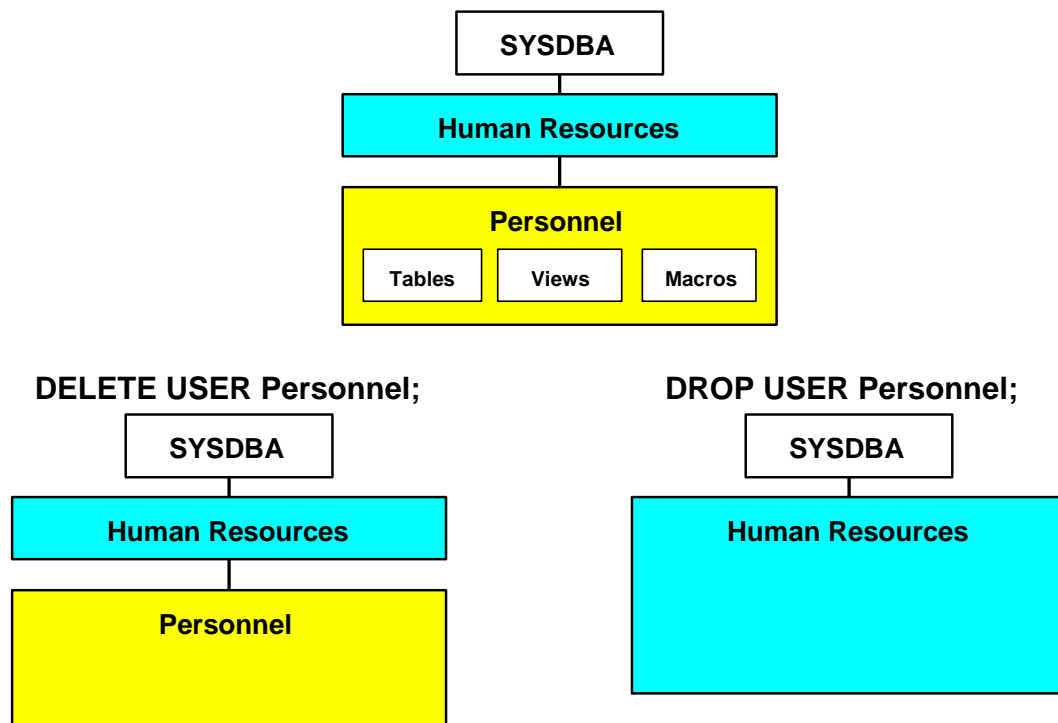 SYSDBA
Human Resources
Personnel
Tables Views Macros
DELETE USER Personnel;
SYSDBA
Human Resources
Personnel
DROP USER Personnel;
SYSDBA
Human Resources